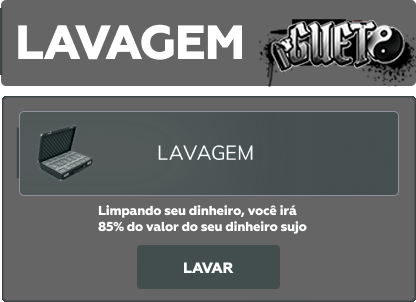 LAVAGEM
GUETO
LAVAGEM
Limpando seu dinheiro, você irá
85% do valor do seu dinheiro sujo
LAVAR